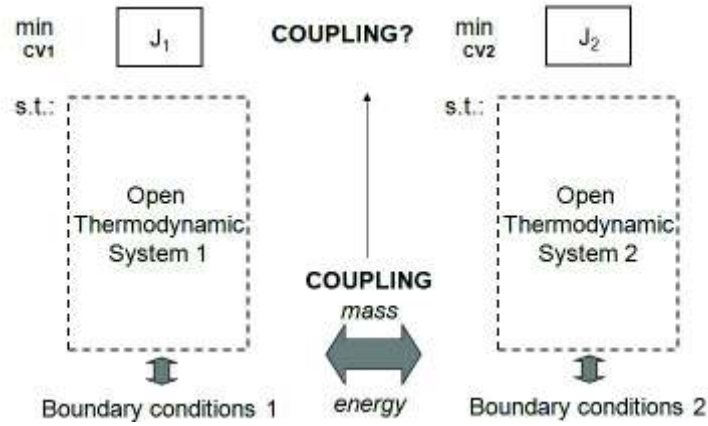 min
CV1
J1
COUPLING?
min
CV2
J2
s.t.:
s.t.:
Open
Thermodynamic
System 1
Open
Thermodynamic
System 2
COUPLING
mass
energy
Boundary conditions 1
Boundary conditions 2